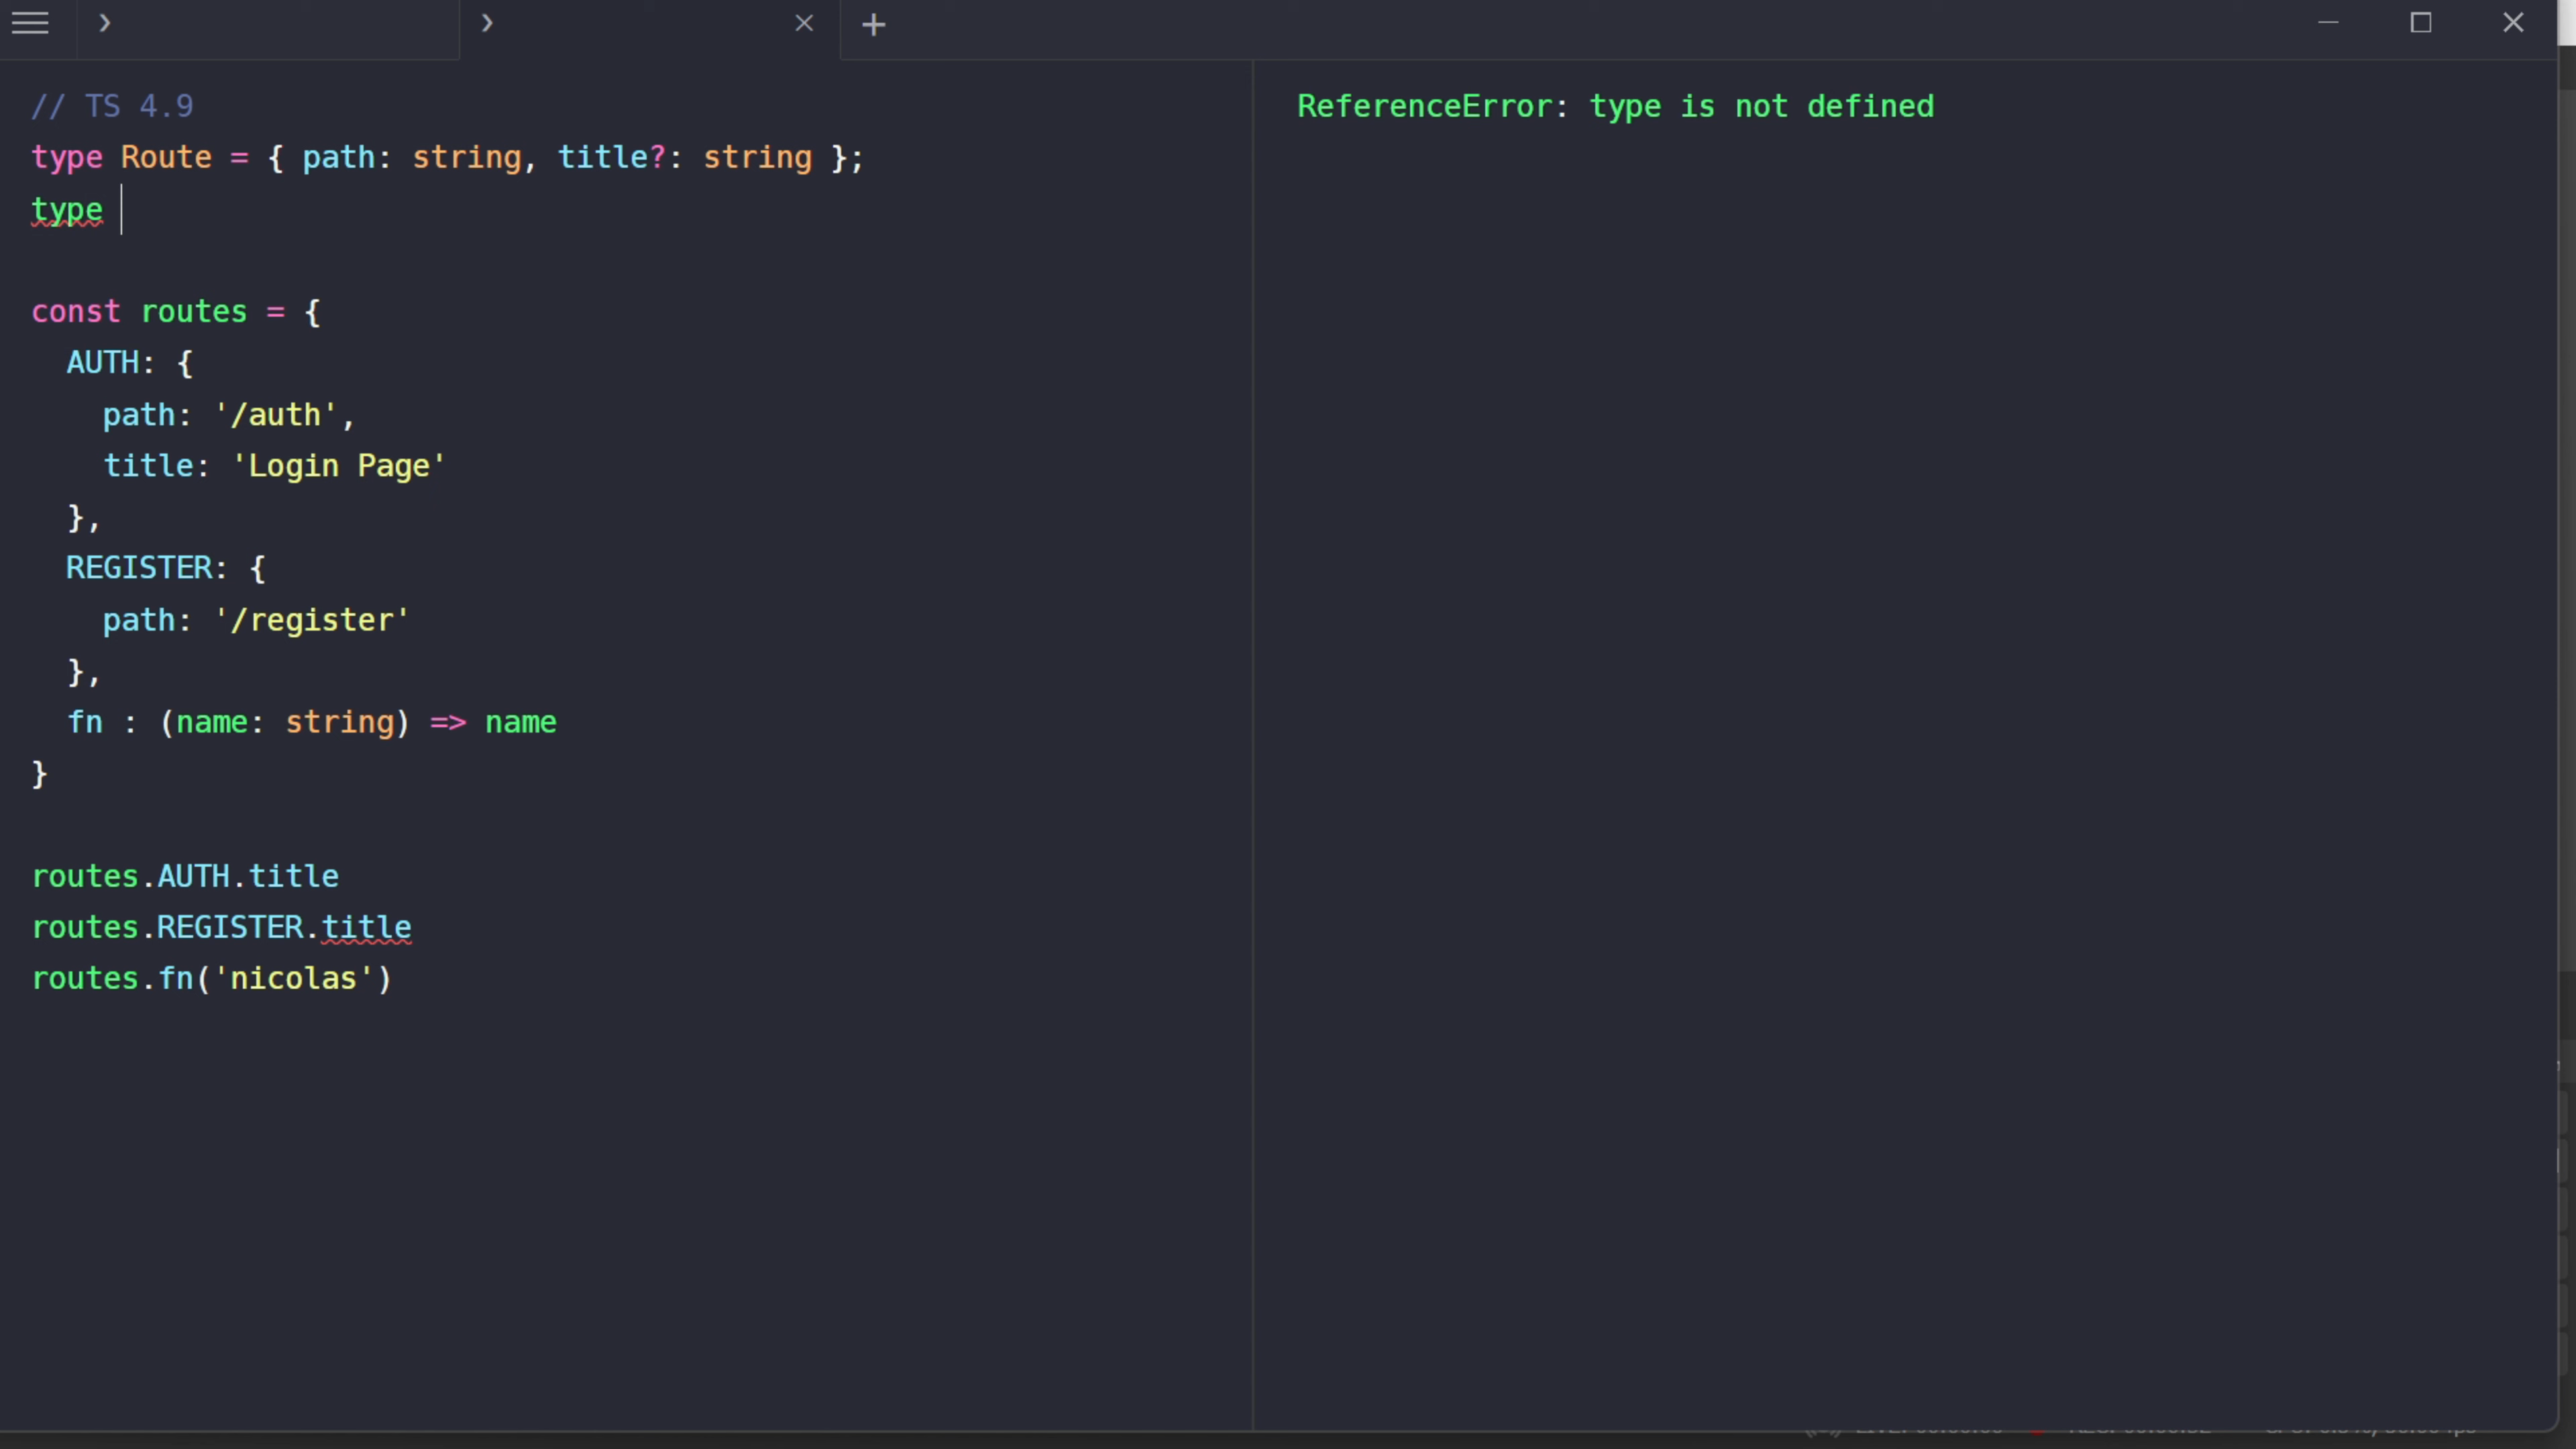 // TS 4.9
type Route = { path: string, title?: string };
type
const routes = {
  AUTH: {
    path: '/auth',
    title: 'Login Page'
  },
  REGISTER: {
    path: '/register'
  },
  fn : (name: string) => name
}
routes.AUTH.title
routes.REGISTER.title
routes.fn('nicolas')
ReferenceError: type is not defined